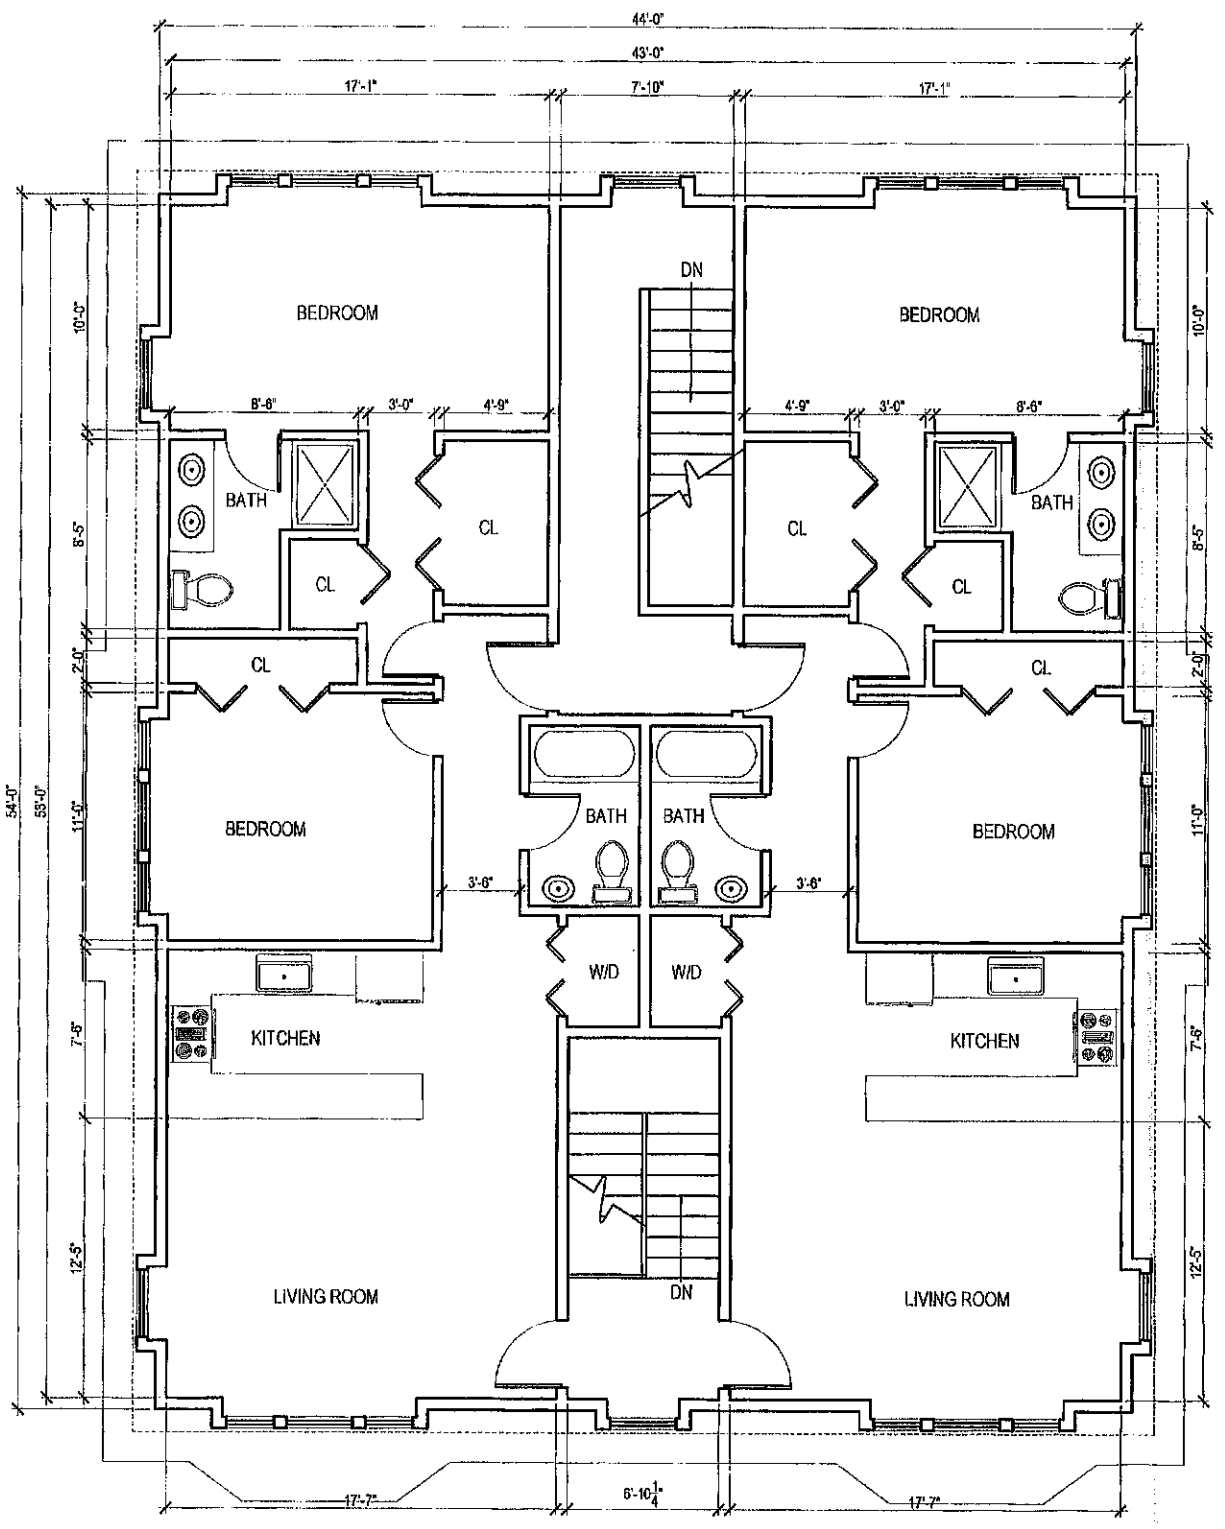 44'-0"
43'-0"
17'-1"
7'-10"
17'-1"
DN
BEDROOM
BEDROOM
10'-0"
10'-0"
8'-6"
3'-0"
4'-9"
4'-9"
3'-0"
8'-6"
BATH
BATH
CL
CL
8'-5"
8'-5"
CL
CL
CL
CL
2'-0"
2'-0"
54'-0"
53'-0"
11'-0"
11'-0"
BATH
BATH
BEDROOM
BEDROOM
3'-6"
3'-6"
W/D
W/D
KITCHEN
KITCHEN
7'-6"
7'-6"
12'-5"
12'-5"
DN
LIVING ROOM
LIVING ROOM
17'-7"
6'-10 1/4"
17'-7"